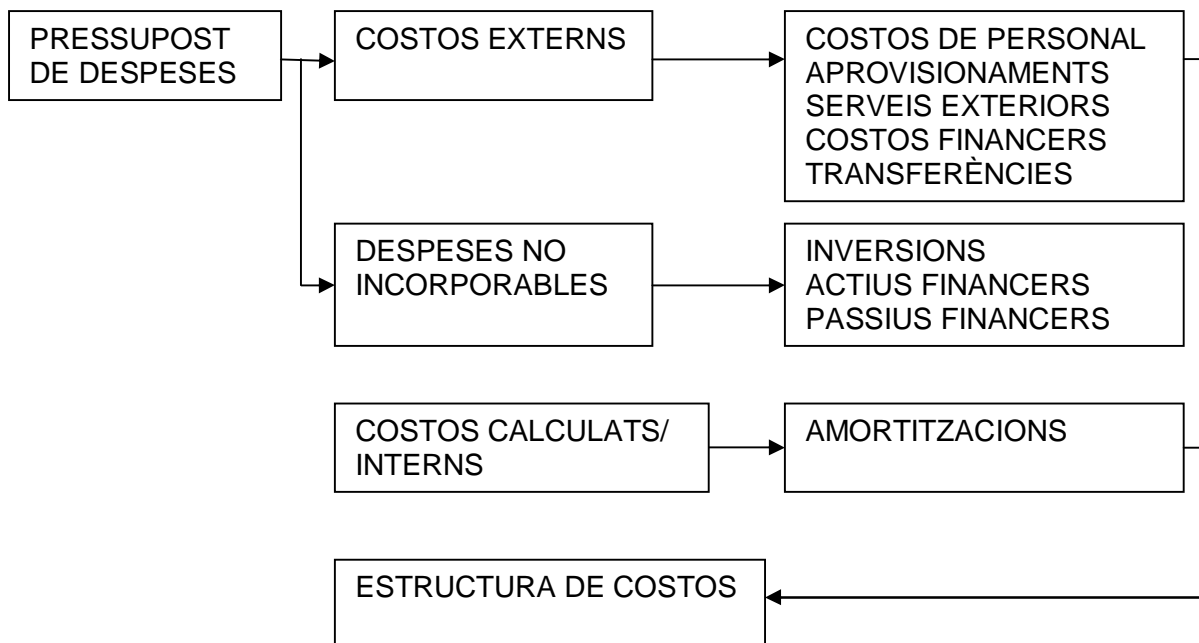 PRESSUPOST
DE DESPESES
COSTOS EXTERNS
COSTOS DE PERSONAL
APROVISIONAMENTS
SERVEIS EXTERIORS
COSTOS FINANCERS
TRANSFERÈNCIES
DESPESES NO
INCORPORABLES
INVERSIONS
ACTIUS FINANCERS
PASSIUS FINANCERS
COSTOS CALCULATS/
INTERNS
AMORTITZACIONS
ESTRUCTURA DE COSTOS